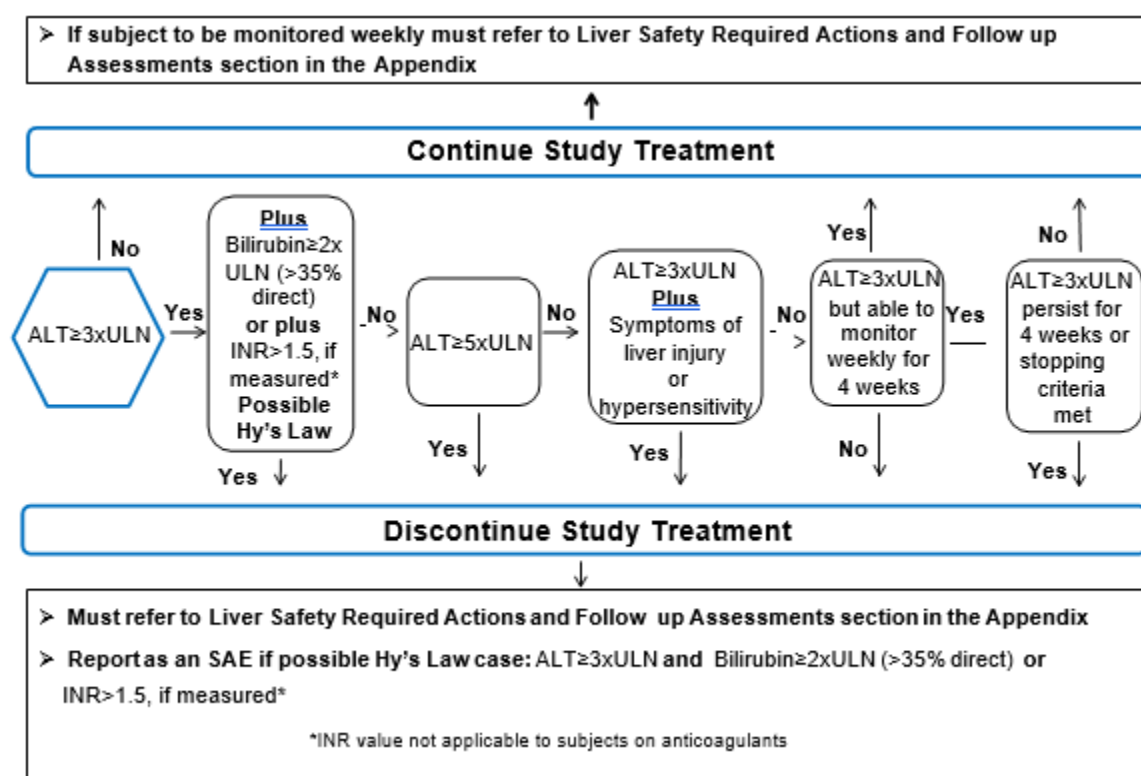 ➢ If subject to be monitored weekly must refer to Liver Safety Required Actions and Follow up
Assessments section in the Appendix
Continue Study Treatment
No
ALT≥3xULN
Yes
Plus
Bilirubin≥2x
ULN (>35%
direct)
or plus
INR>1.5, if
measured*
Possible
Hy's Law
Yes
-No
>
ALT≥5xULN
Yes
No
ALT≥3xULN
Plus
Symptoms of
liver injury
or
hypersensitivity
Yes
-No
>
Yes
ALT≥3xULN
but able to
monitor
weekly for
4 weeks
No
Yes
No
ALT≥3xULN
persist for
4 weeks or
stopping
criteria
met
Yes
Discontinue Study Treatment
➢ Must refer to Liver Safety Required Actions and Follow up Assessments section in the Appendix
➢ Report as an SAE if possible Hy's Law case: ALT≥3xULN and Bilirubin≥2xULN (>35% direct) or
INR>1.5, if measured*
*INR value not applicable to subjects on anticoagulants